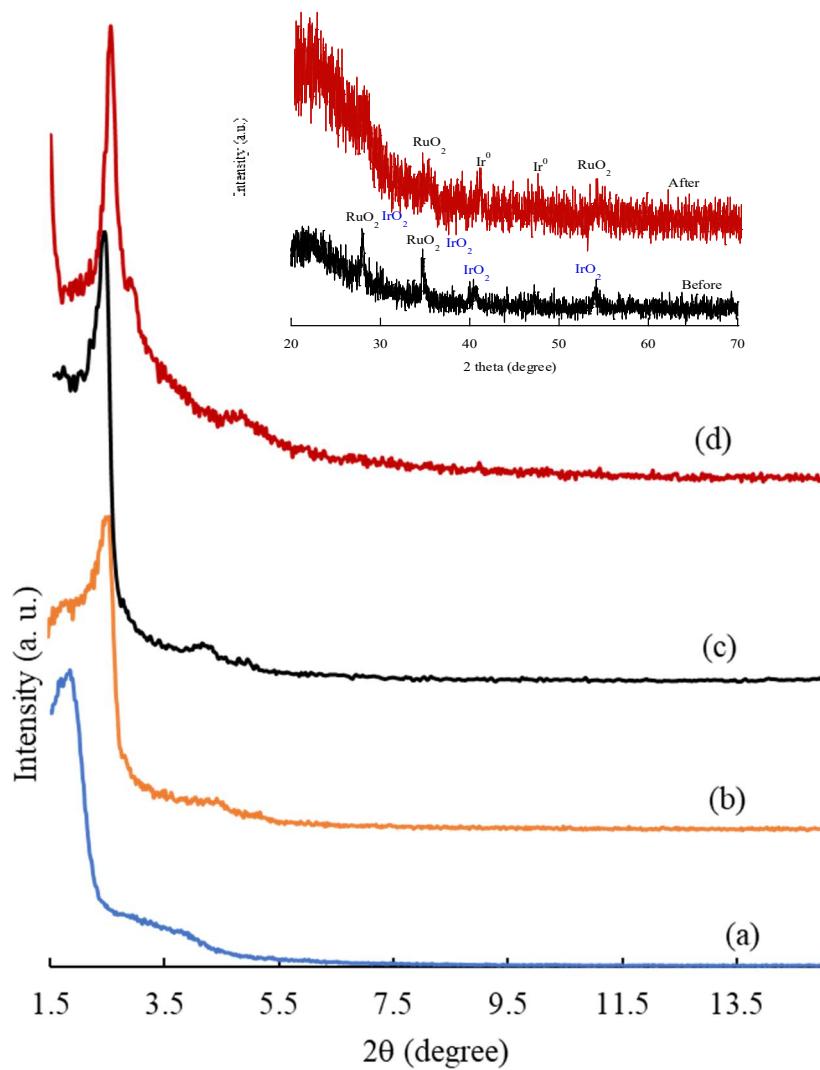 Intensity (a.u.)
RuO2
Ir0
Ir0
RuO2
After
RuO2
IrO2
RuO2
IrO2
IrO2
IrO2
Before
20 30 40 50 60 70
2 theta (degree)
(d)
(c)
(b)
(a)
Intensity (a. u.)
1.5 3.5 5.5 7.5 9.5 11.5 13.5
2θ (degree)